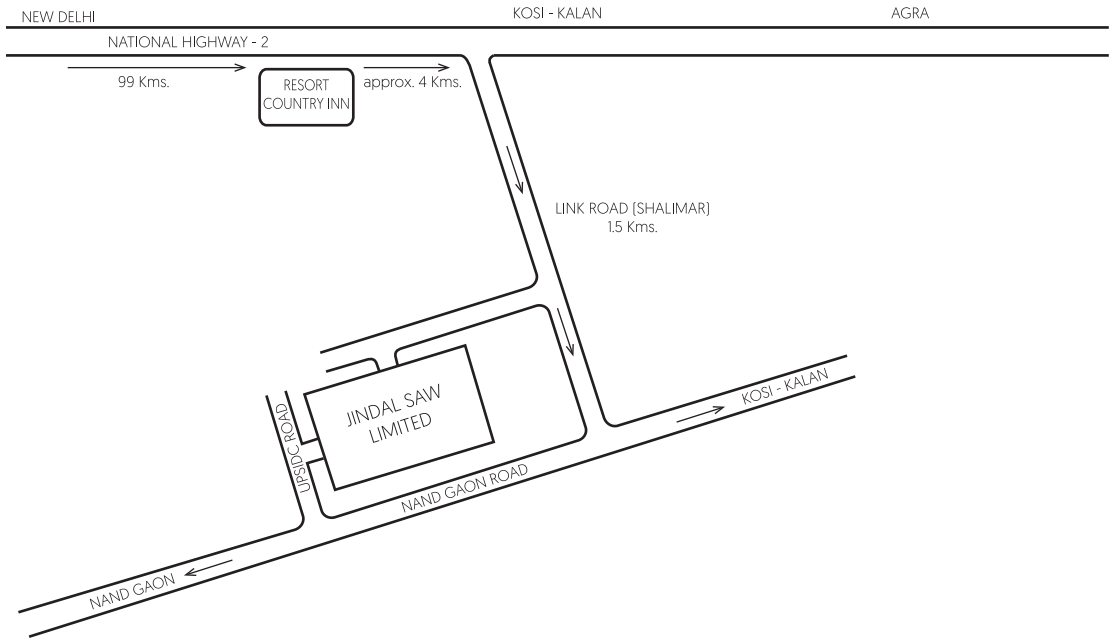 NEW DELHI
KOSI - KALAN
AGRA
NATIONAL HIGHWAY - 2
99 Kms.
RESORT
COUNTRY INN
approx. 4 Kms.
LINK ROAD (SHALIMAR)
1.5 Kms.
JINDAL SAW
LIMITED
UPSIDC ROAD
KOSI - KALAN
NAND GAON ROAD
NAND GAON